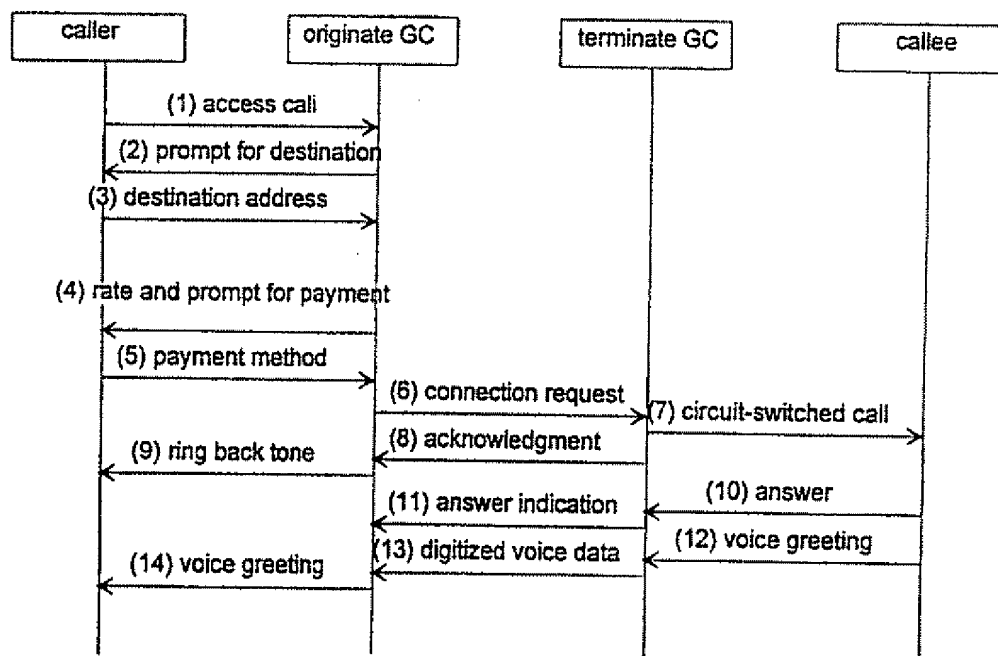 caller
originate GC
terminate GC
callee
(1) access call
(2) prompt for destination
(3) destination address
(4) rate and prompt for payment
(5) payment method
(6) connection request
(7) circuit-switched call
(8) acknowledgment
(9) ring back tone
(10) answer
(11) answer indication
(12) voice greeting
(13) digitized voice data
(14) voice greeting